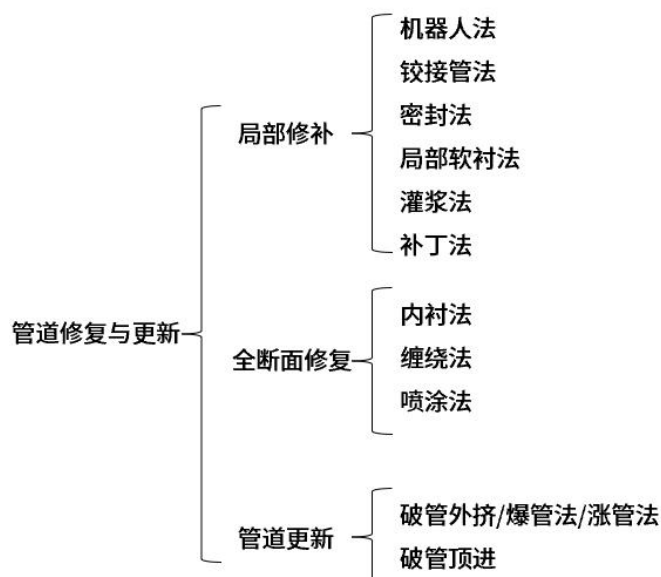 管道修复与更新
局部修补
机器人法
铰接管法
密封法
局部软衬法
灌浆法
补丁法
全断面修复
内衬法
缠绕法
喷涂法
管道更新
破管外挤/爆管法/涨管法
破管顶进